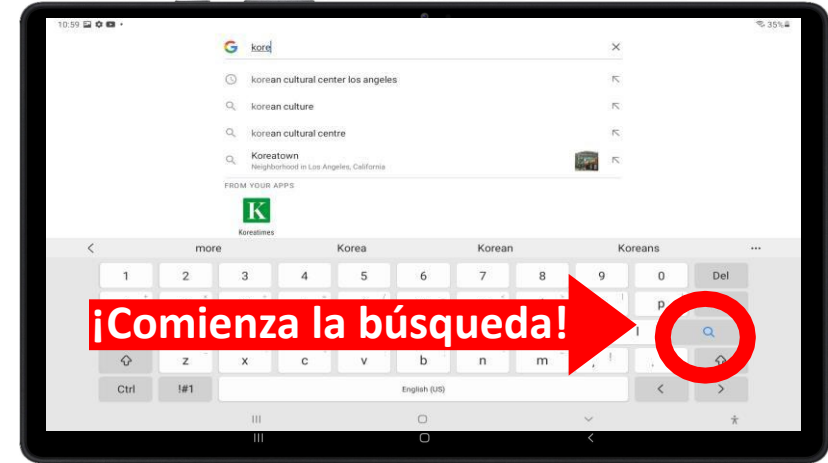 10:59
35%
kore
korean cultural center los angeles
korean culture
korean cultural centre
Koreatown
Neighborhood in Los Angeles, California
FROM YOUR APPS
K
Koreatimes
more Korea Korean Koreans ...
1 2 3 4 5 6 7 8 9 0 Del
p
¡Comienza la búsqueda!
l
z x c v b n m , ! .
Ctrl !#1 English (US) < >